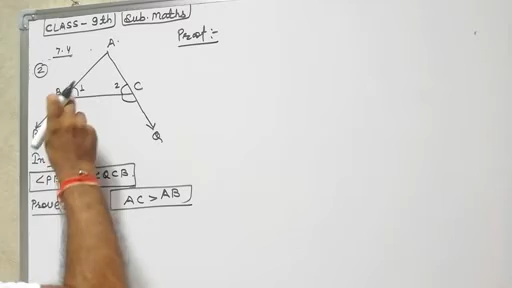 CLASS - 9th Sub. Maths
7.4
Proof :-
②
A
1 2 C
P Q
In
<QCB
Prove AC > AB